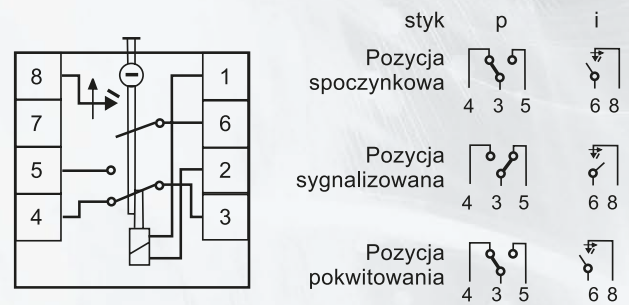 styk p i
8 1
7 6
5 2
4 3
Pozycja
spoczynkowa
4 3 5 6 8
Pozycja
sygnalizowana
4 3 5 6 8
Pozycja
pokwitowania
4 3 5 6 8